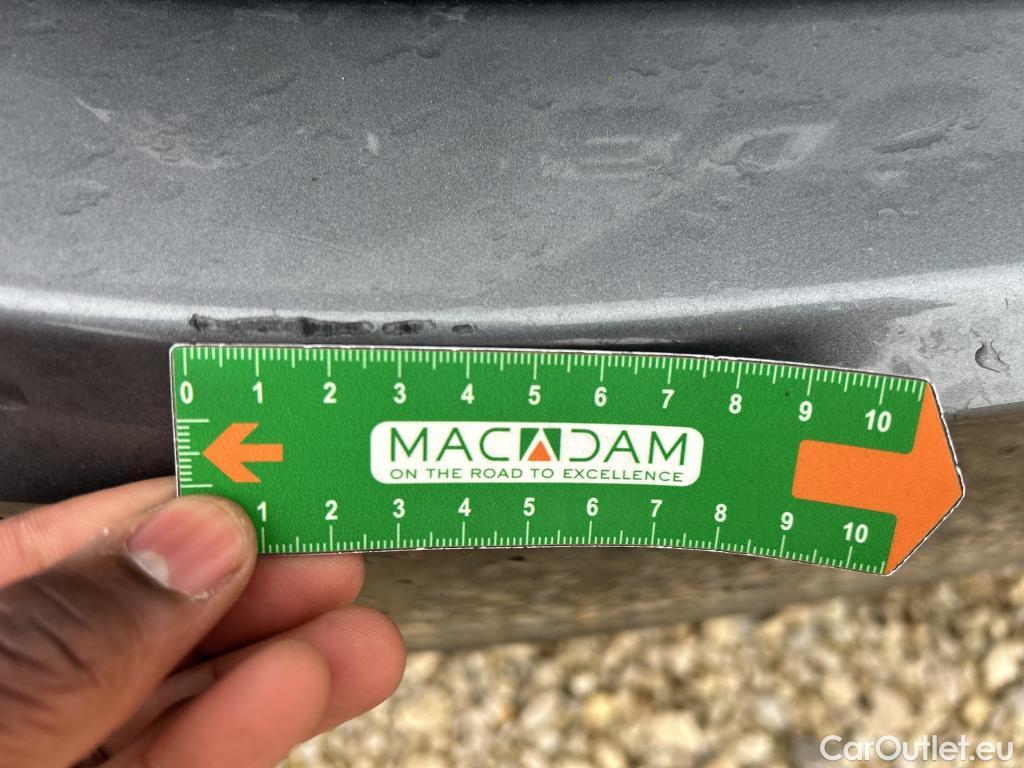 0 1 2 3 4 5 6 7 8 9 10
MACADAM
ON THE ROAD TO EXCELLENCE
1 2 3 4 5 6 7 8 9 10
CarOutlet.eu